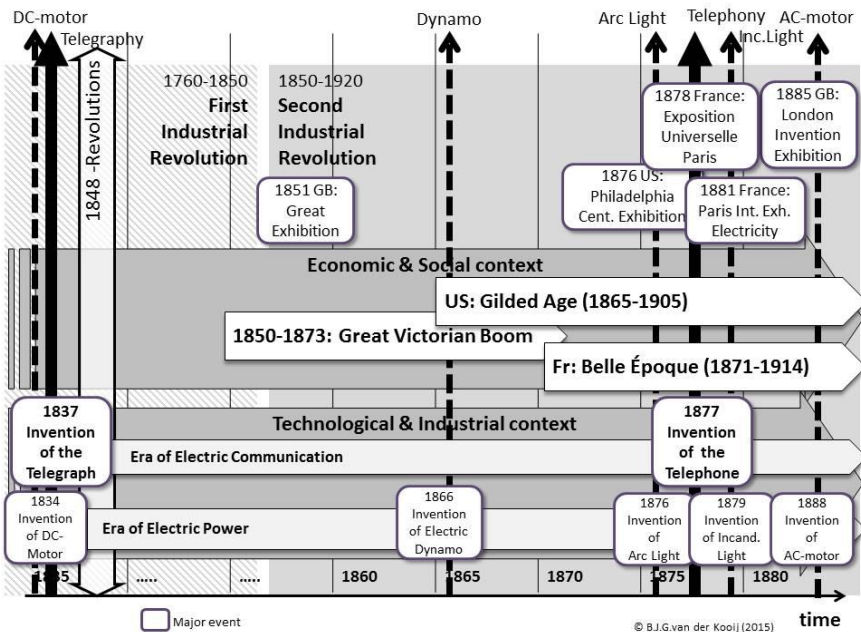 DC-motor
Telegraphy
Dynamo
Arc Light
Telephony
Inc.Light
AC-motor
1848 -Revolutions
1760-1850
First
Industrial
Revolution
1850-1920
Second
Industrial
Revolution
1851 GB:
Great
Exhibition
1876 US:
Philadelphia
Cent. Exhibition
1878 France:
Exposition
Universelle
Paris
1881 France:
Paris Int. Exh.
Electricity
1885 GB:
London
Invention
Exhibition
Economic & Social context
US: Gilded Age (1865-1905)
1850-1873: Great Victorian Boom
Fr: Belle Époque (1871-1914)
Technological & Industrial context
1837
Invention
of the
Telegraph
1877
Invention
of the
Telephone
Era of Electric Communication
1834
Invention
of DC-
Motor
Era of Electric Power
1866
Invention
of Electric
Dynamo
1876
Invention
of
Arc Light
1879
Invention
of Incand.
Light
1888
Invention
of
AC-motor
1835 ..... ..... 1860 1865 1870 1875 1880
time
Major event
© B.J.G.van der Kooij (2015)